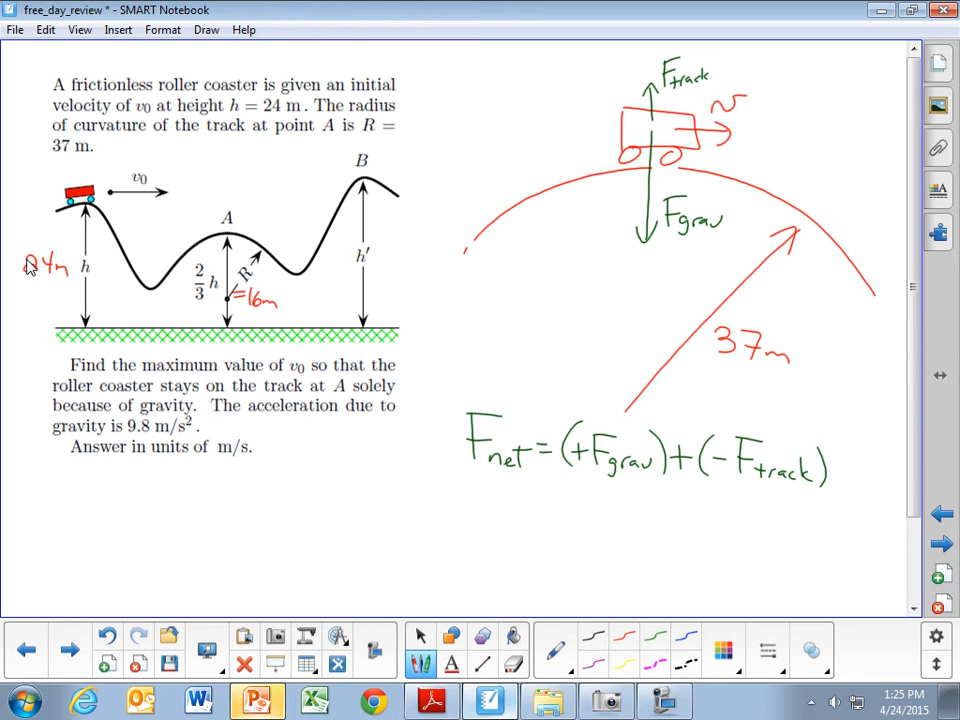 free_day_review * - SMART Notebook
File Edit View Insert Format Draw Help
A frictionless roller coaster is given an initial
velocity of v0 at height h = 24 m . The radius
of curvature of the track at point A is R =
37 m.
B
v0
A
24m
h
2/3 h
R
=16m
h′
Find the maximum value of v0 so that the
roller coaster stays on the track at A solely
because of gravity. The acceleration due to
gravity is 9.8 m/s² .
Answer in units of m/s.
Ftrack
v
Fgrav
37m
Fnet = (+Fgrav) + (-Ftrack)
1:25 PM
4/24/2015